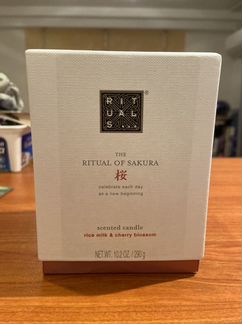 RIT
UAL
S...
®
THE
RITUAL OF SAKURA
桜
celebrate each day
as a new beginning
scented candle
rice milk & cherry blossom
NET WT. 10.2 OZ / 290 g